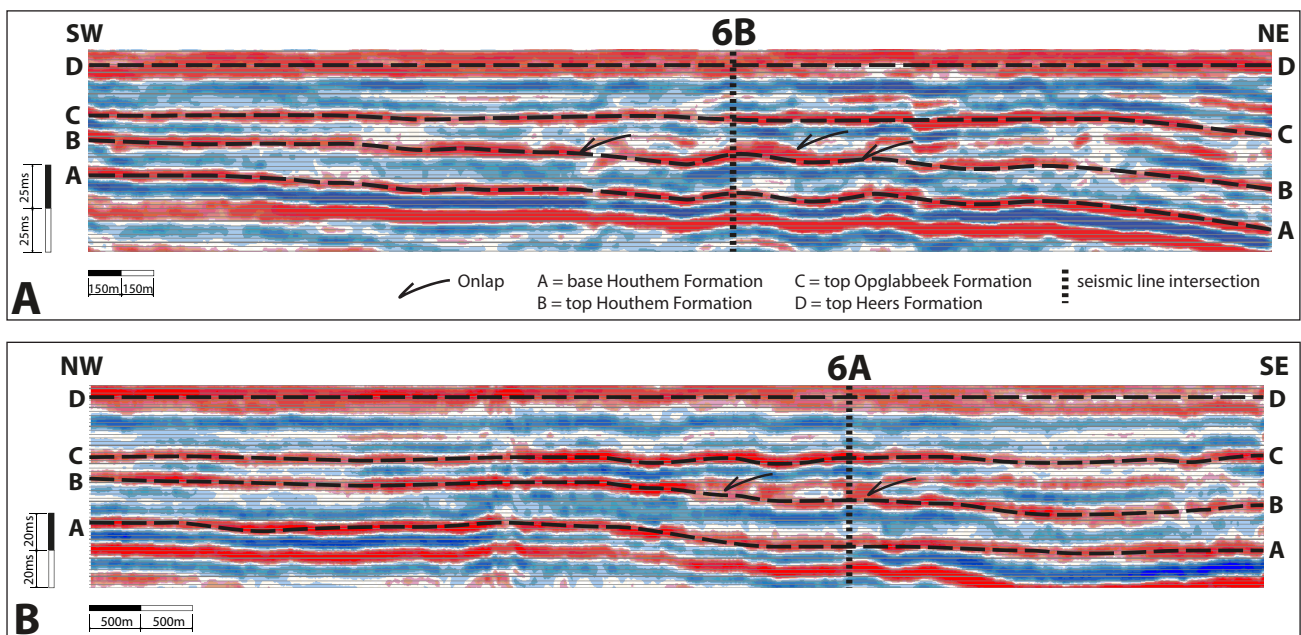 SW 6B NE
D D
C C
B B
A A
25ms
25ms
150m 150m
A
Onlap
A = base Houthem Formation
B = top Houthem Formation
C = top Opglabbeek Formation
D = top Heers Formation
seismic line intersection
NW 6A SE
D D
C C
B B
A A
20ms
20ms
500m 500m
B